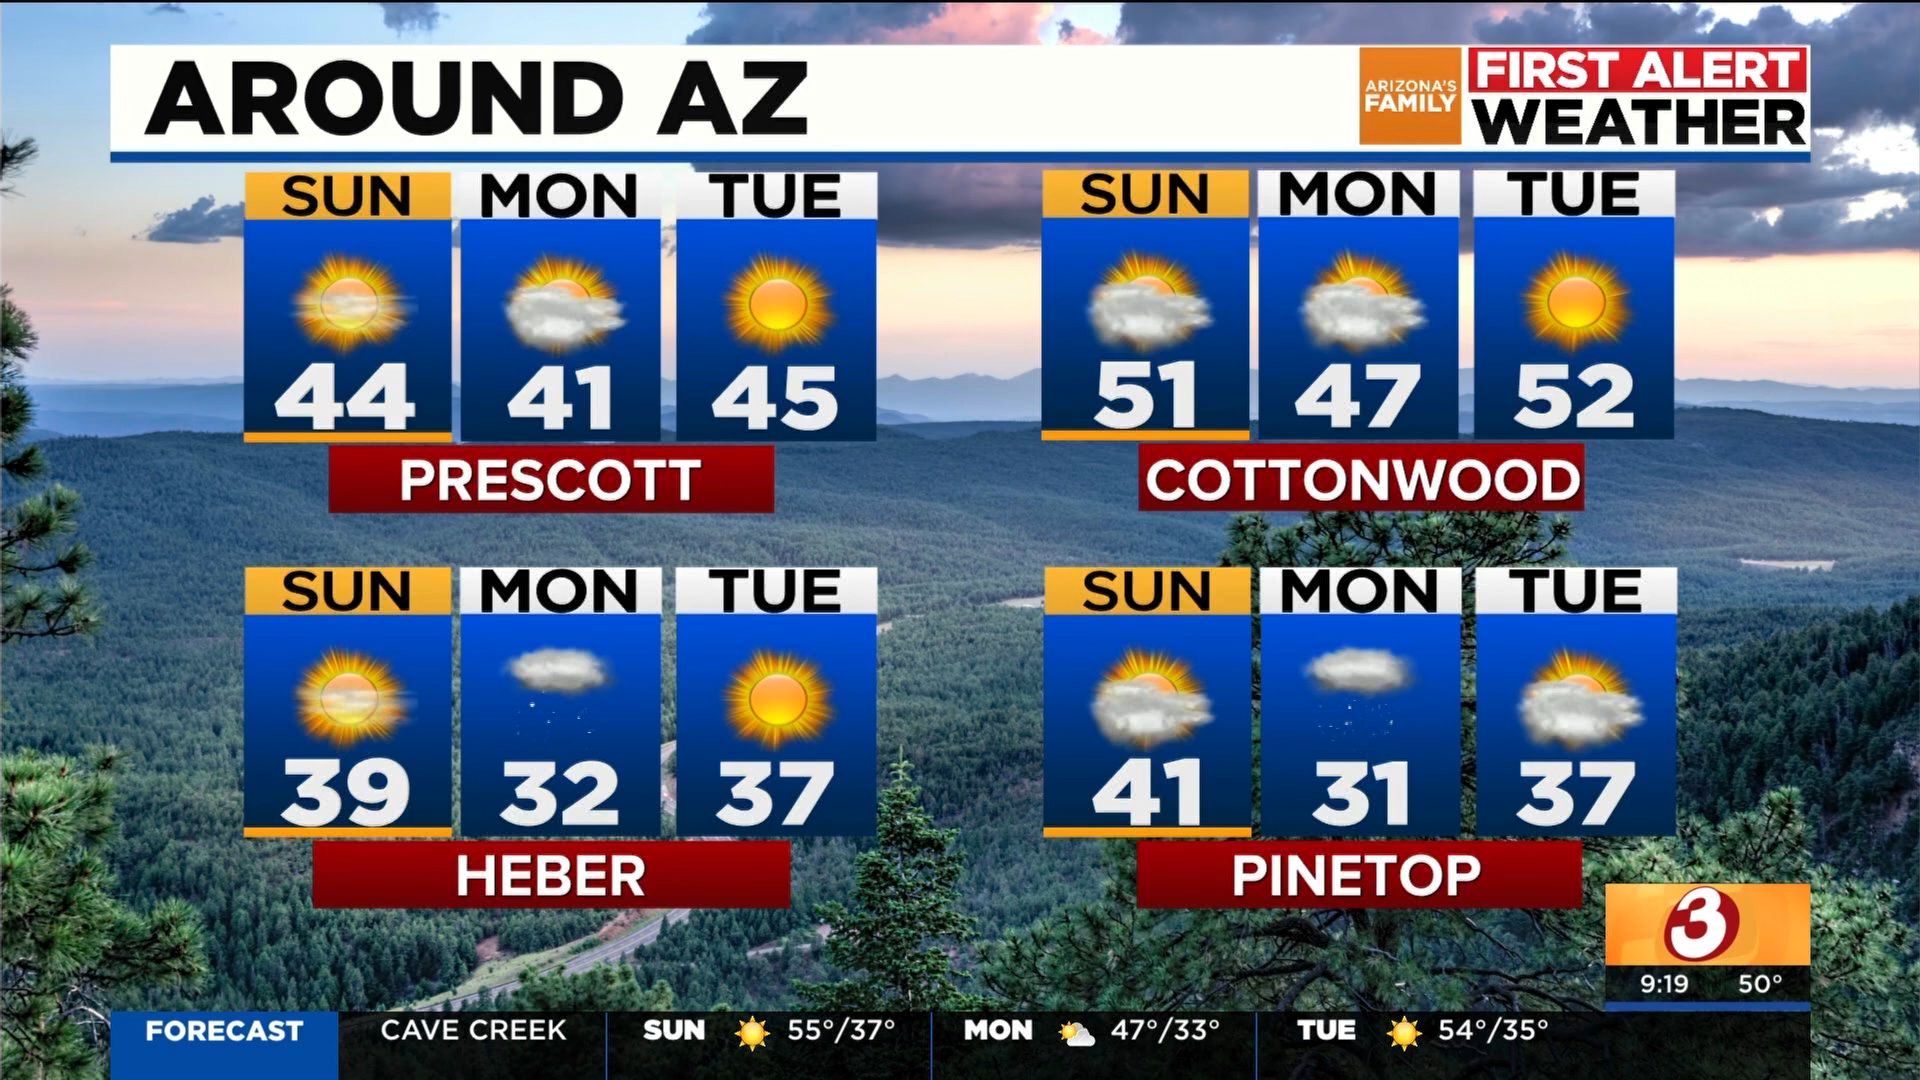 AROUND AZ
ARIZONA'S
FAMILY
FIRST ALERT
WEATHER
SUN MON TUE
44 41 45
PRESCOTT
SUN MON TUE
51 47 52
COTTONWOOD
SUN MON TUE
39 32 37
HEBER
SUN MON TUE
41 31 37
PINETOP
3
9:19 50°
FORECAST CAVE CREEK SUN 55°/37° MON 47°/33° TUE 54°/35°